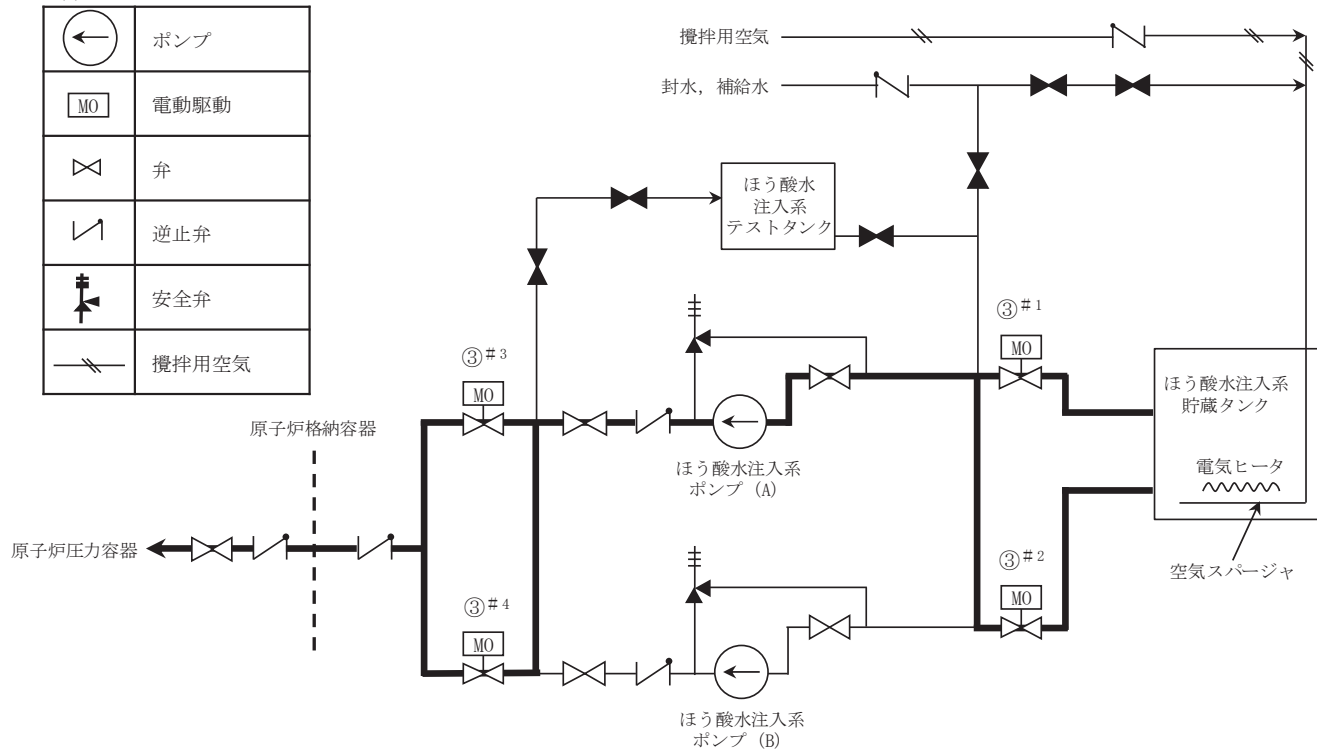 ポンプ
MO 電動駆動
弁
逆止弁
安全弁
攪拌用空気
攪拌用空気
封水，補給水
ほう酸水
注入系
テストタンク
③#1
MO
③#3
MO
ほう酸水注入系
貯蔵タンク
電気ヒータ
原子炉格納容器
ほう酸水注入系
ポンプ (A)
原子炉圧力容器
③#2
MO
空気スパージャ
③#4
MO
ほう酸水注入系
ポンプ (B)